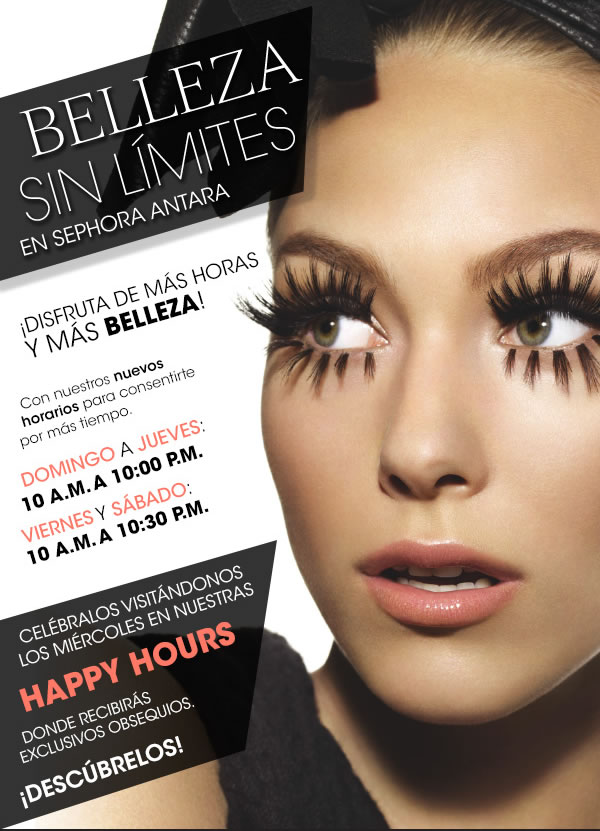 BELLEZA
SIN LÍMITES
EN SEPHORA ANTARA
¡DISFRUTA DE MÁS HORAS
Y MÁS BELLEZA!
Con nuestros nuevos
horarios para consentirte
por más tiempo.
DOMINGO A JUEVES:
10 A.M. A 10:00 P.M.
VIERNES Y SÁBADO:
10 A.M. A 10:30 P.M.
CELÉBRALOS VISITÁNDONOS
LOS MIÉRCOLES EN NUESTRAS
HAPPY HOURS
DONDE RECIBIRÁS
EXCLUSIVOS OBSEQUIOS.
¡DESCÚBRELOS!